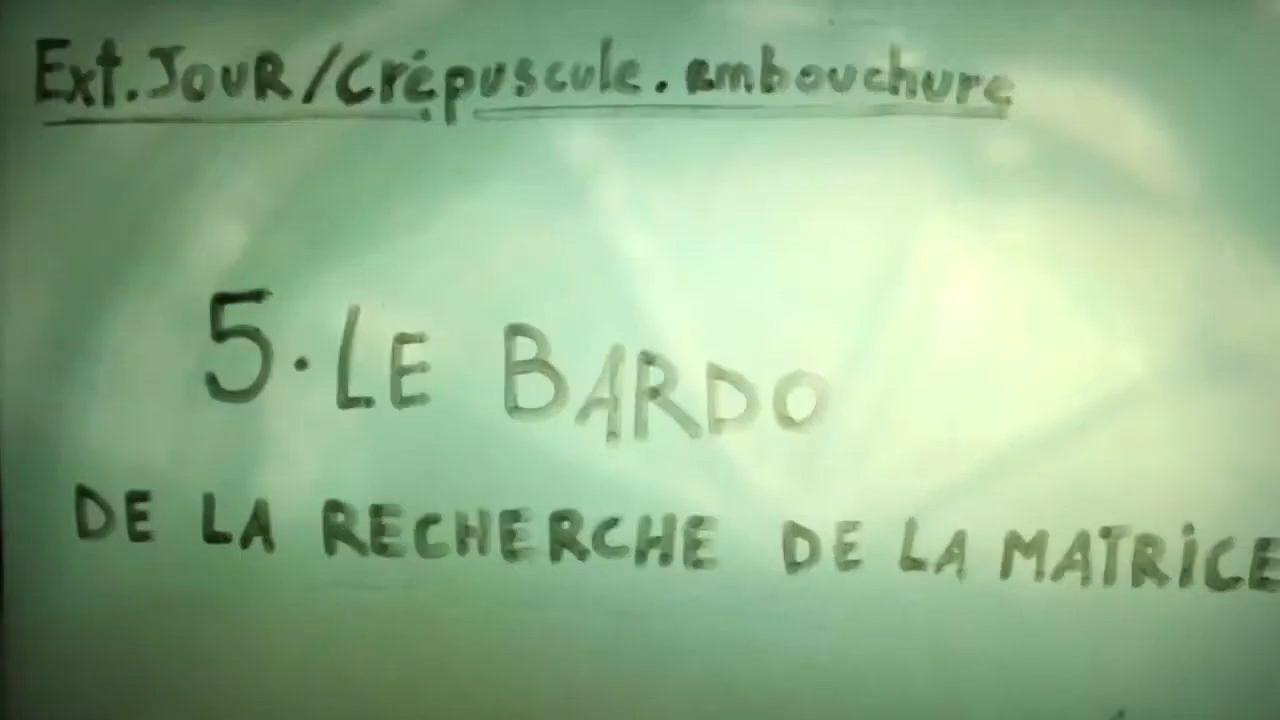 Ext. JOUR/Crépuscule. embouchure
5. LE BARDO
DE LA RECHERCHE DE LA MATRICE